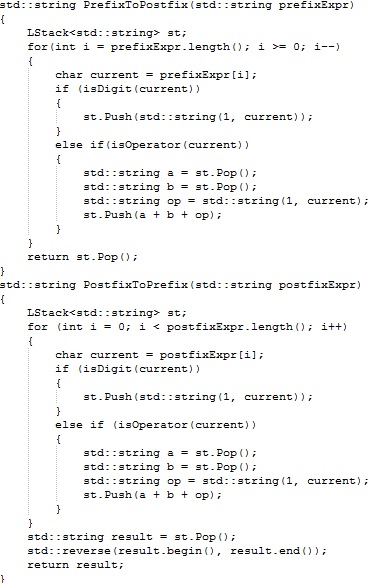 std::string PrefixToPostfix(std::string prefixExpr)
{
    LStack<std::string> st;
    for(int i = prefixExpr.length(); i >= 0; i--)
    {
        char current = prefixExpr[i];
        if (isDigit(current))
        {
            st.Push(std::string(1, current));
        }
        else if(isOperator(current))
        {
            std::string a = st.Pop();
            std::string b = st.Pop();
            std::string op = std::string(1, current);
            st.Push(a + b + op);
        }
    }
    return st.Pop();
}
std::string PostfixToPrefix(std::string postfixExpr)
{
    LStack<std::string> st;
    for (int i = 0; i < postfixExpr.length(); i++)
    {
        char current = postfixExpr[i];
        if (isDigit(current))
        {
            st.Push(std::string(1, current));
        }
        else if (isOperator(current))
        {
            std::string a = st.Pop();
            std::string b = st.Pop();
            std::string op = std::string(1, current);
            st.Push(a + b + op);
        }
    }
    std::string result = st.Pop();
    std::reverse(result.begin(), result.end());
    return result;
}